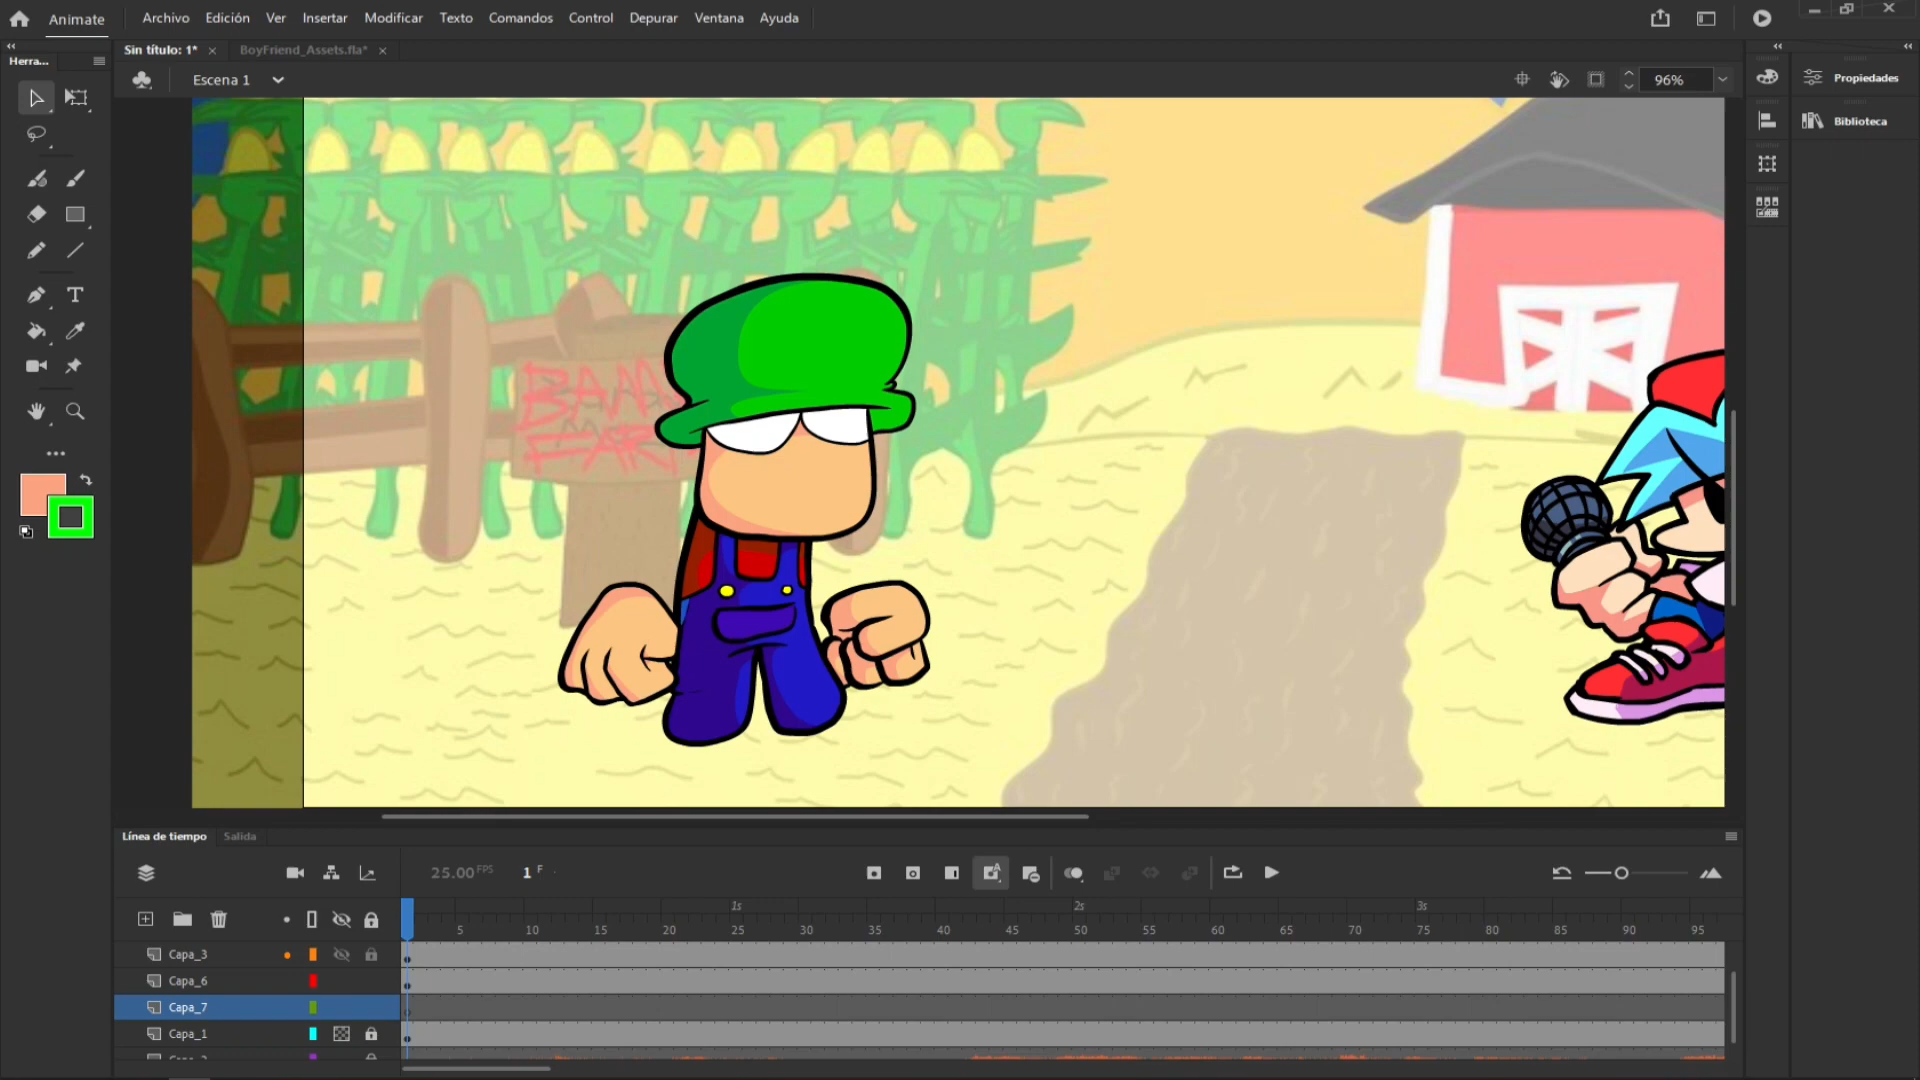 Animate Archivo Edición Ver Insertar Modificar Texto Comandos Control Depurar Ventana Ayuda
Sin título: 1* BoyFriend_Assets.fla*
Herra...
Escena 1 96%
Propiedades
Biblioteca
Línea de tiempo Salida
25.00 FPS 1 F
1s 2s 3s
5 10 15 20 25 30 35 40 45 50 55 60 65 70 75 80 85 90 95
Capa_3
Capa_6
Capa_7
Capa_1